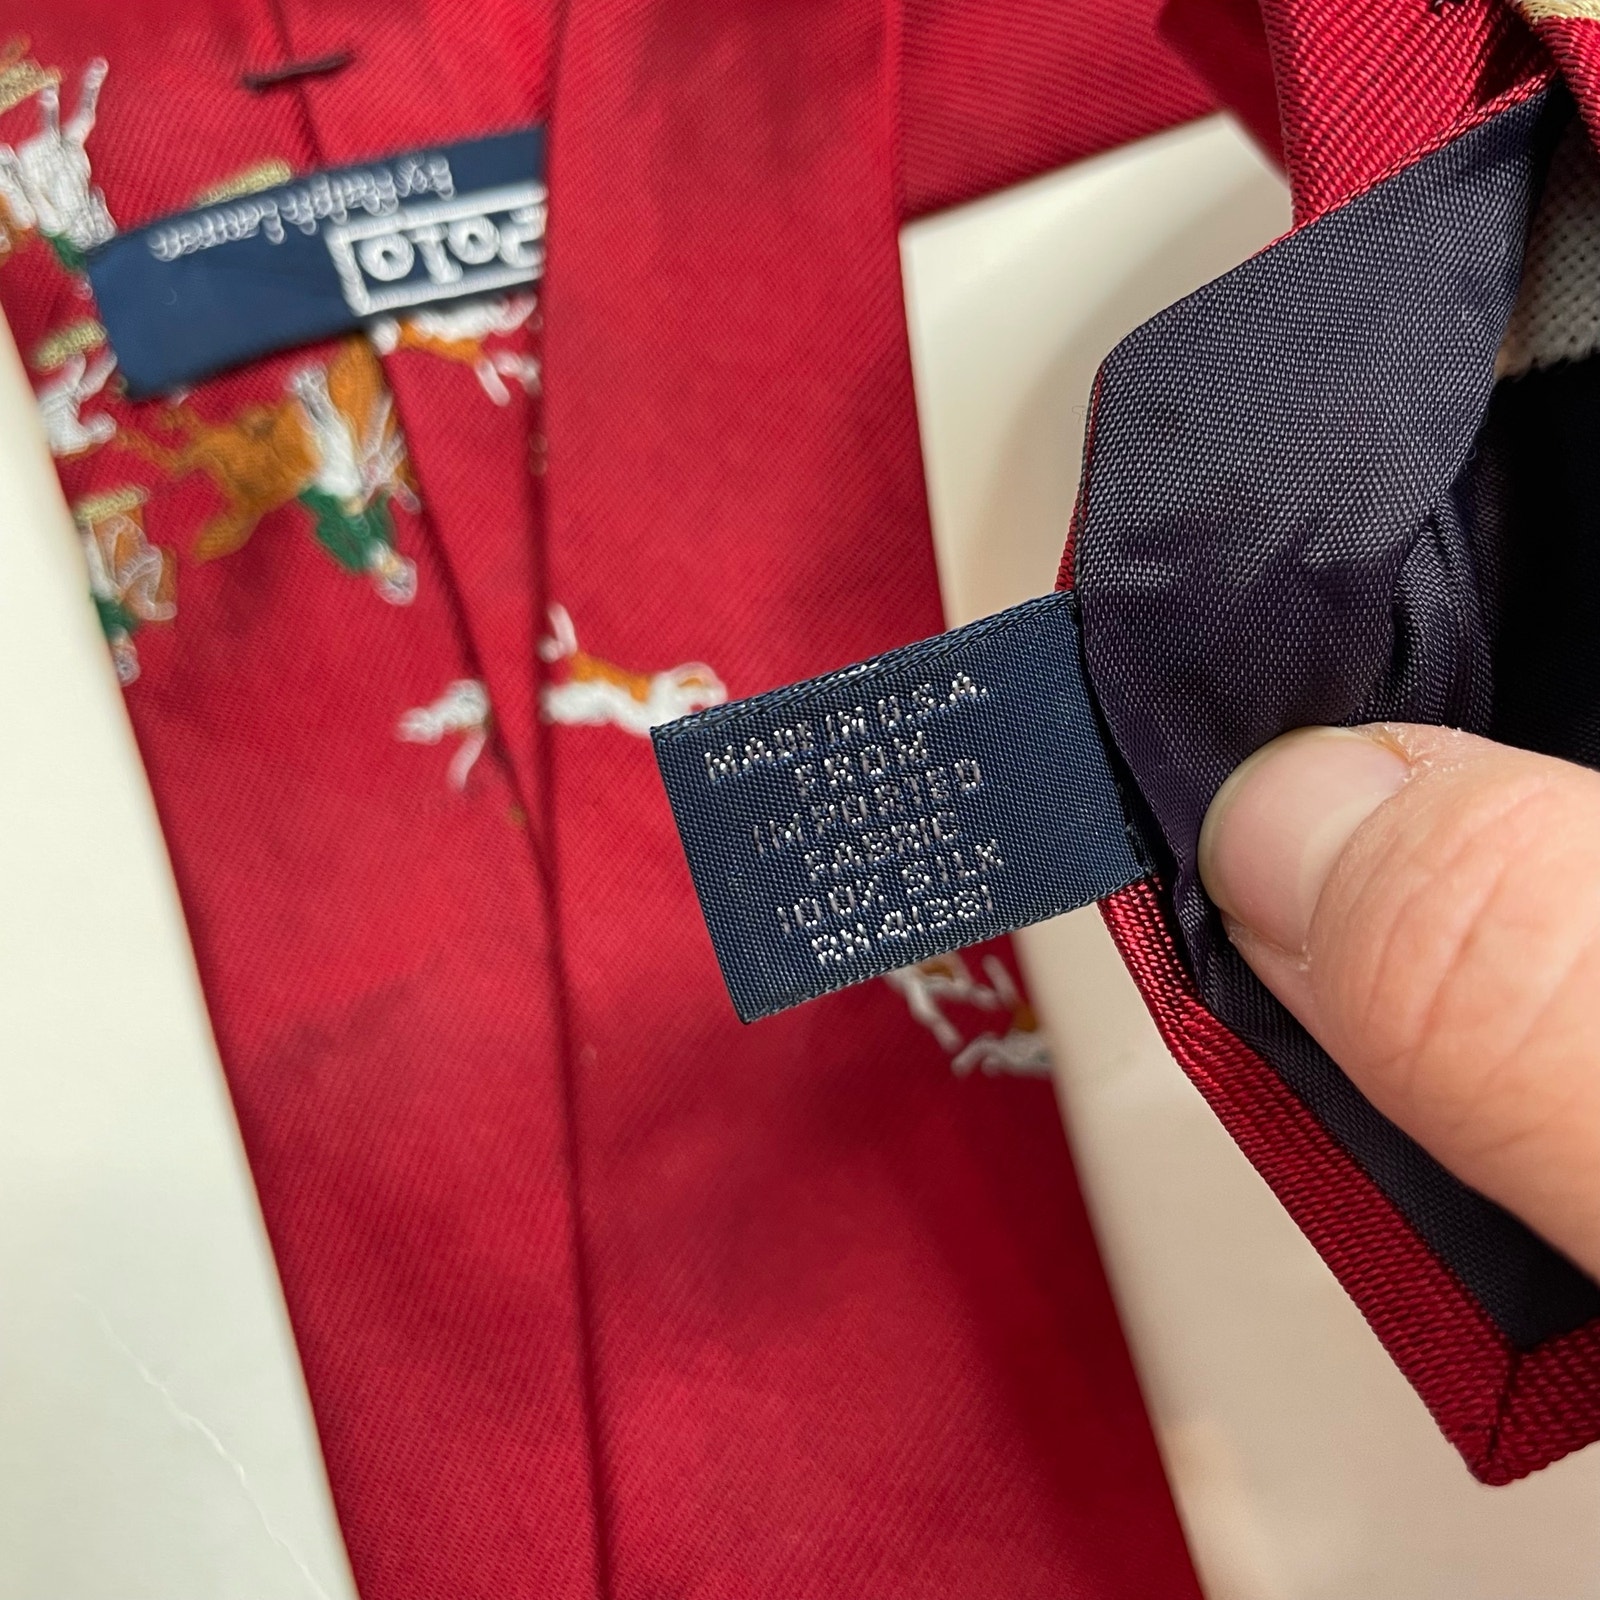 Polo
by Ralph Lauren
MADE IN U.S.A.
FROM
IMPORTED
FABRIC
100% SILK
RN 41381